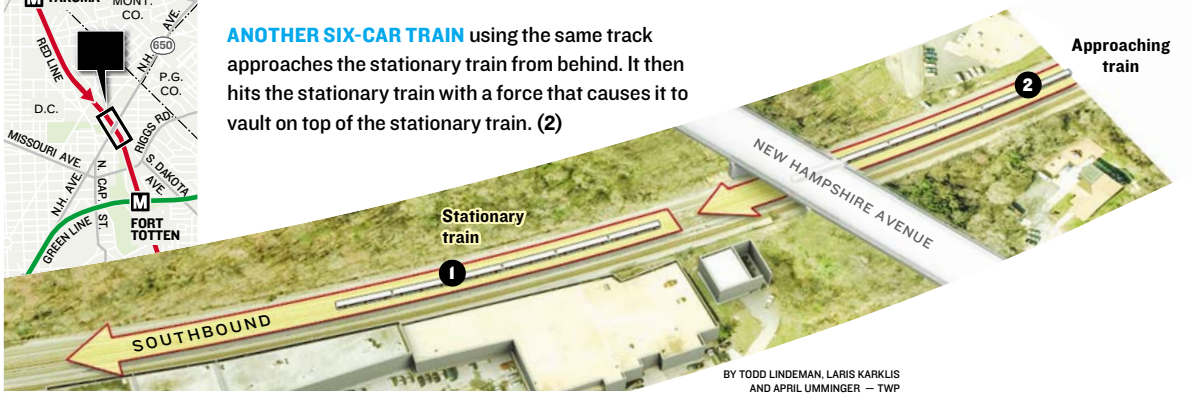 M TAKOMA
MONT.
CO.
RED LINE
N.H. AVE.
650
P.G.
CO.
D.C.
MISSOURI AVE.
RIGGS RD.
N.H. AVE.
N. CAP. ST.
S. DAKOTA
AVE.
M
FORT
TOTTEN
GREEN LINE
ANOTHER SIX-CAR TRAIN using the same track
approaches the stationary train from behind. It then
hits the stationary train with a force that causes it to
vault on top of the stationary train. (2)
Approaching
train
2
NEW HAMPSHIRE AVENUE
Stationary
train
1
SOUTHBOUND
BY TODD LINDEMAN, LARIS KARKLIS
AND APRIL UMMINGER — TWP